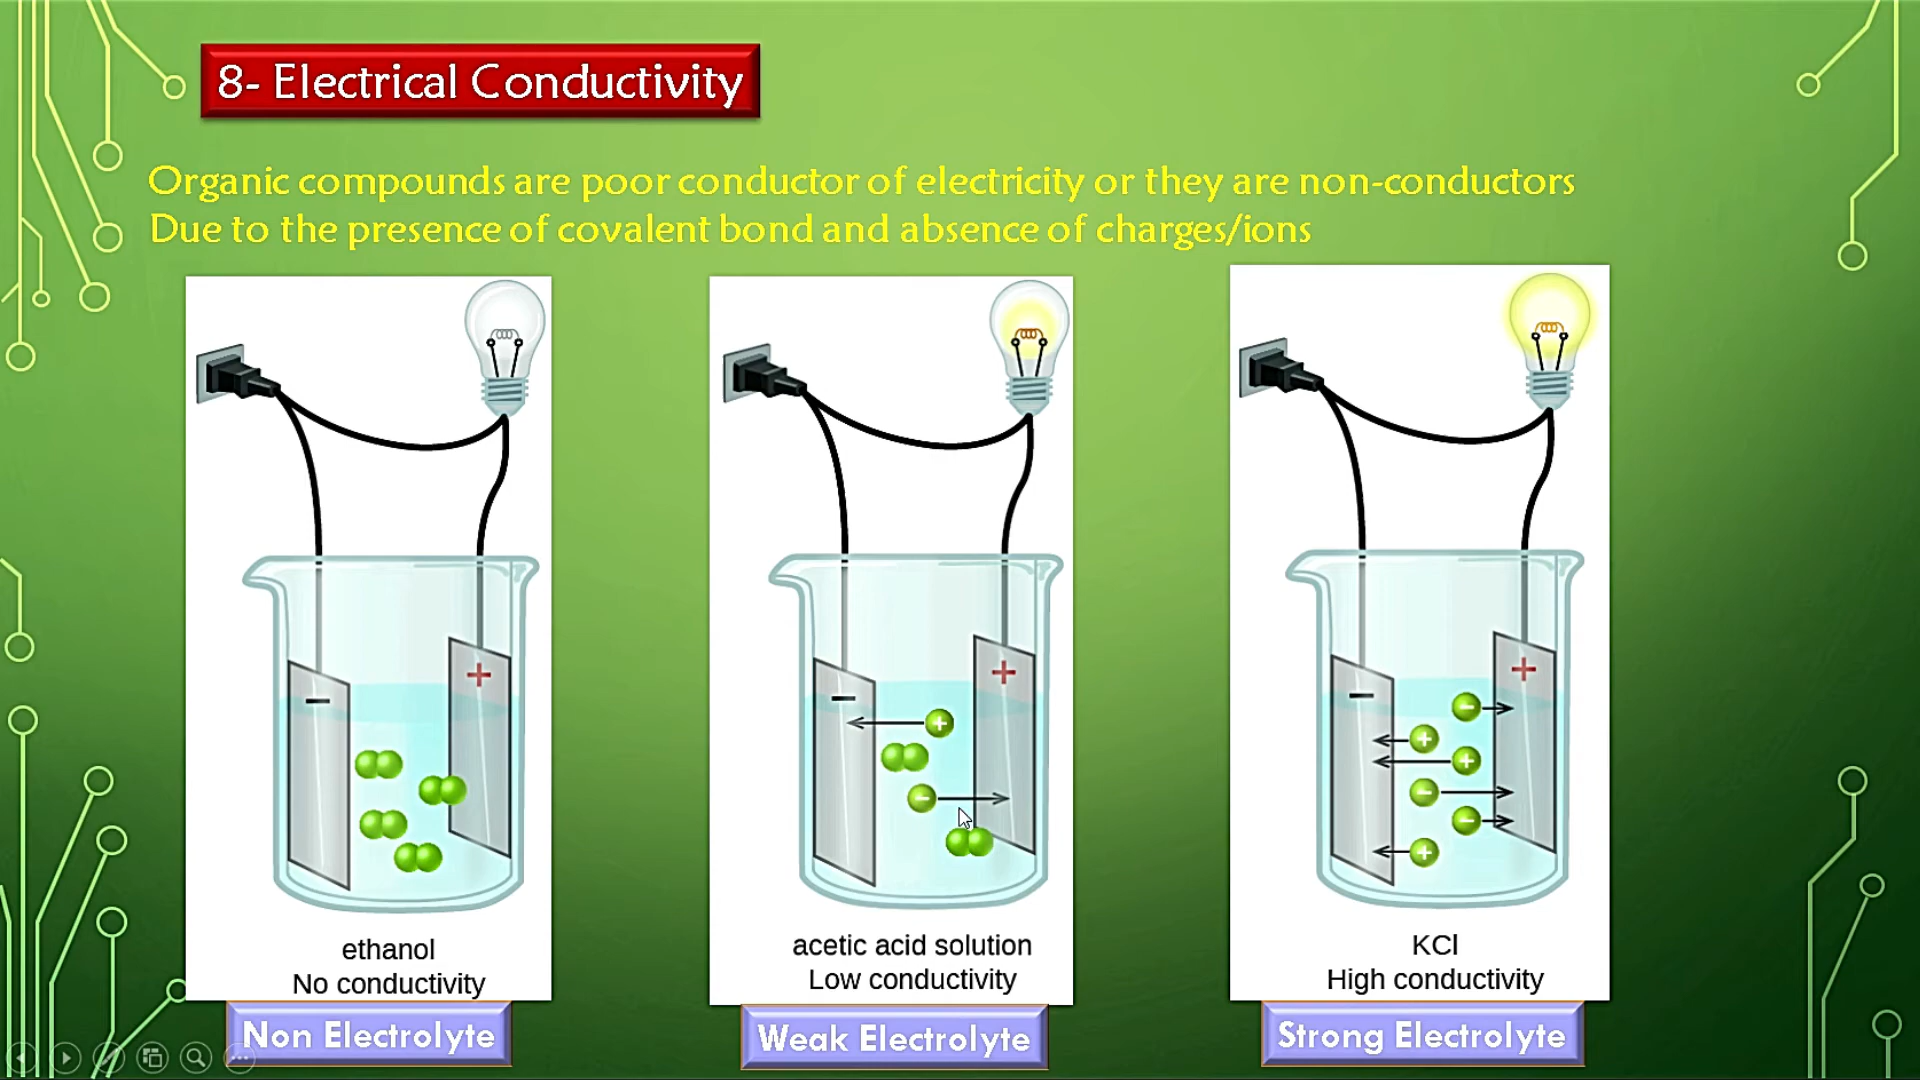 8- Electrical Conductivity
Organic compounds are poor conductor of electricity or they are non-conductors
Due to the presence of covalent bond and absence of charges/ions
− +
− + + −
− + − + + − − +
ethanol
No conductivity
Non Electrolyte
acetic acid solution
Low conductivity
Weak Electrolyte
KCl
High conductivity
Strong Electrolyte